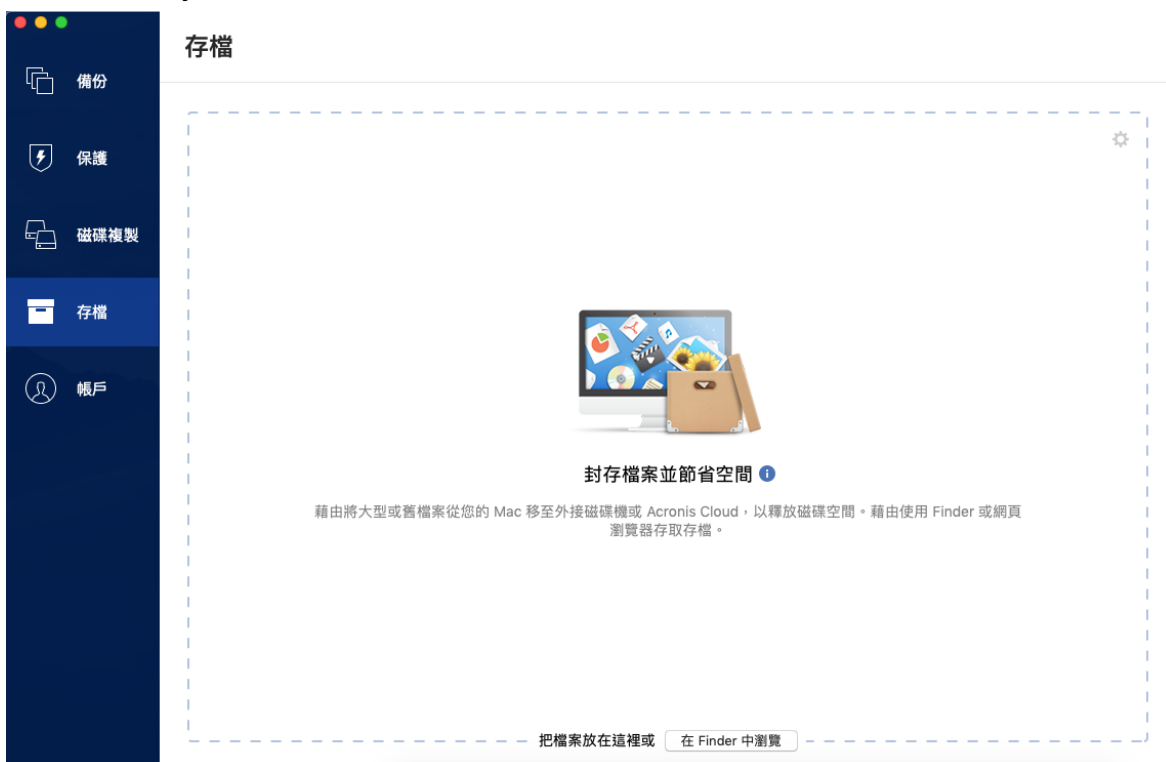 存檔
備份
保護
磁碟複製
存檔
帳戶
封存檔案並節省空間
藉由將大型或舊檔案從您的 Mac 移至外接磁碟機或 Acronis Cloud，以釋放磁碟空間。藉由使用 Finder 或網頁
瀏覽器存取存檔。
把檔案放在這裡或 在 Finder 中瀏覽